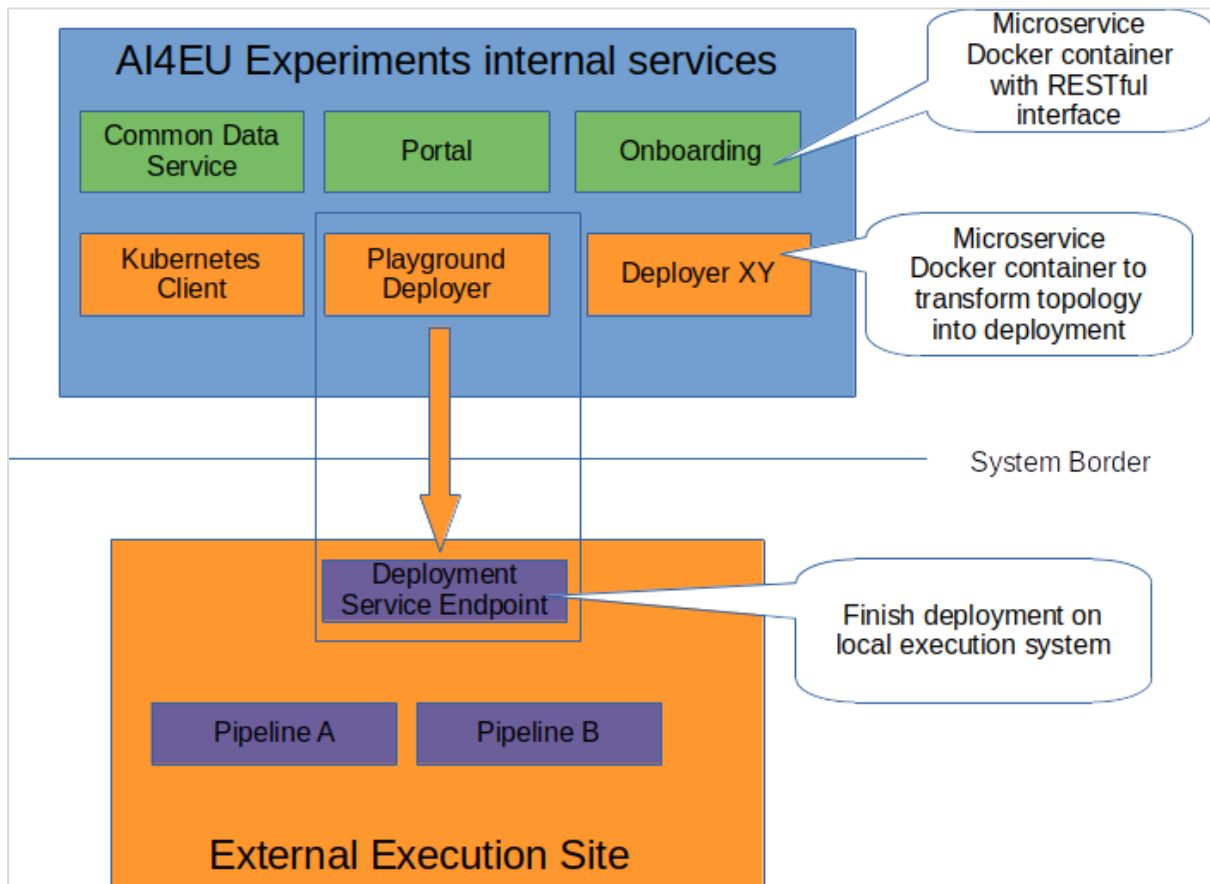 AI4EU Experiments internal services
Microservice
Docker container
with RESTful
interface
Common Data
Service
Portal
Onboarding
Kubernetes
Client
Playground
Deployer
Deployer XY
Microservice
Docker container to
transform topology
into deployment
System Border
Deployment
Service Endpoint
Finish deployment on
local execution system
Pipeline A
Pipeline B
External Execution Site